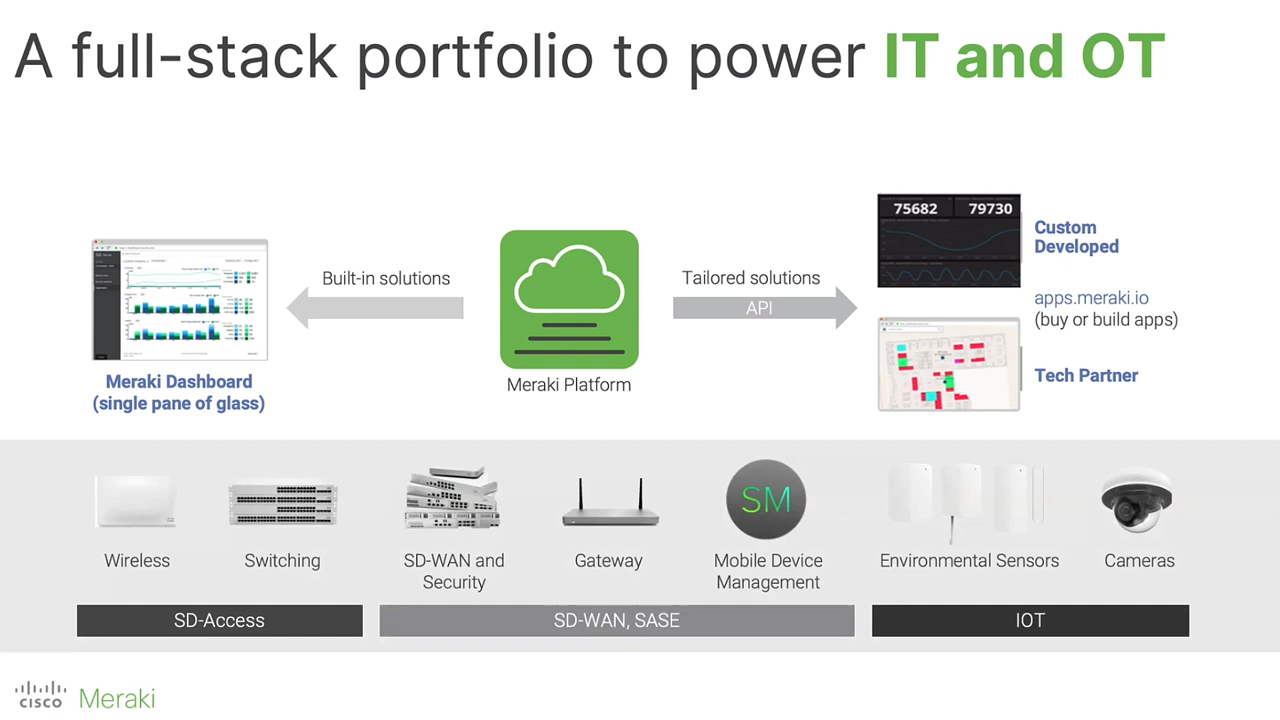 A full-stack portfolio to power IT and OT
75682 79730
Custom
Developed
Built-in solutions
Tailored solutions
API
apps.meraki.io
(buy or build apps)
Meraki Platform
Meraki Dashboard
(single pane of glass)
Tech Partner
SM
Wireless
Switching
SD-WAN and
Security
Gateway
Mobile Device
Management
Environmental Sensors
Cameras
SD-Access
SD-WAN, SASE
IOT
CISCO Meraki